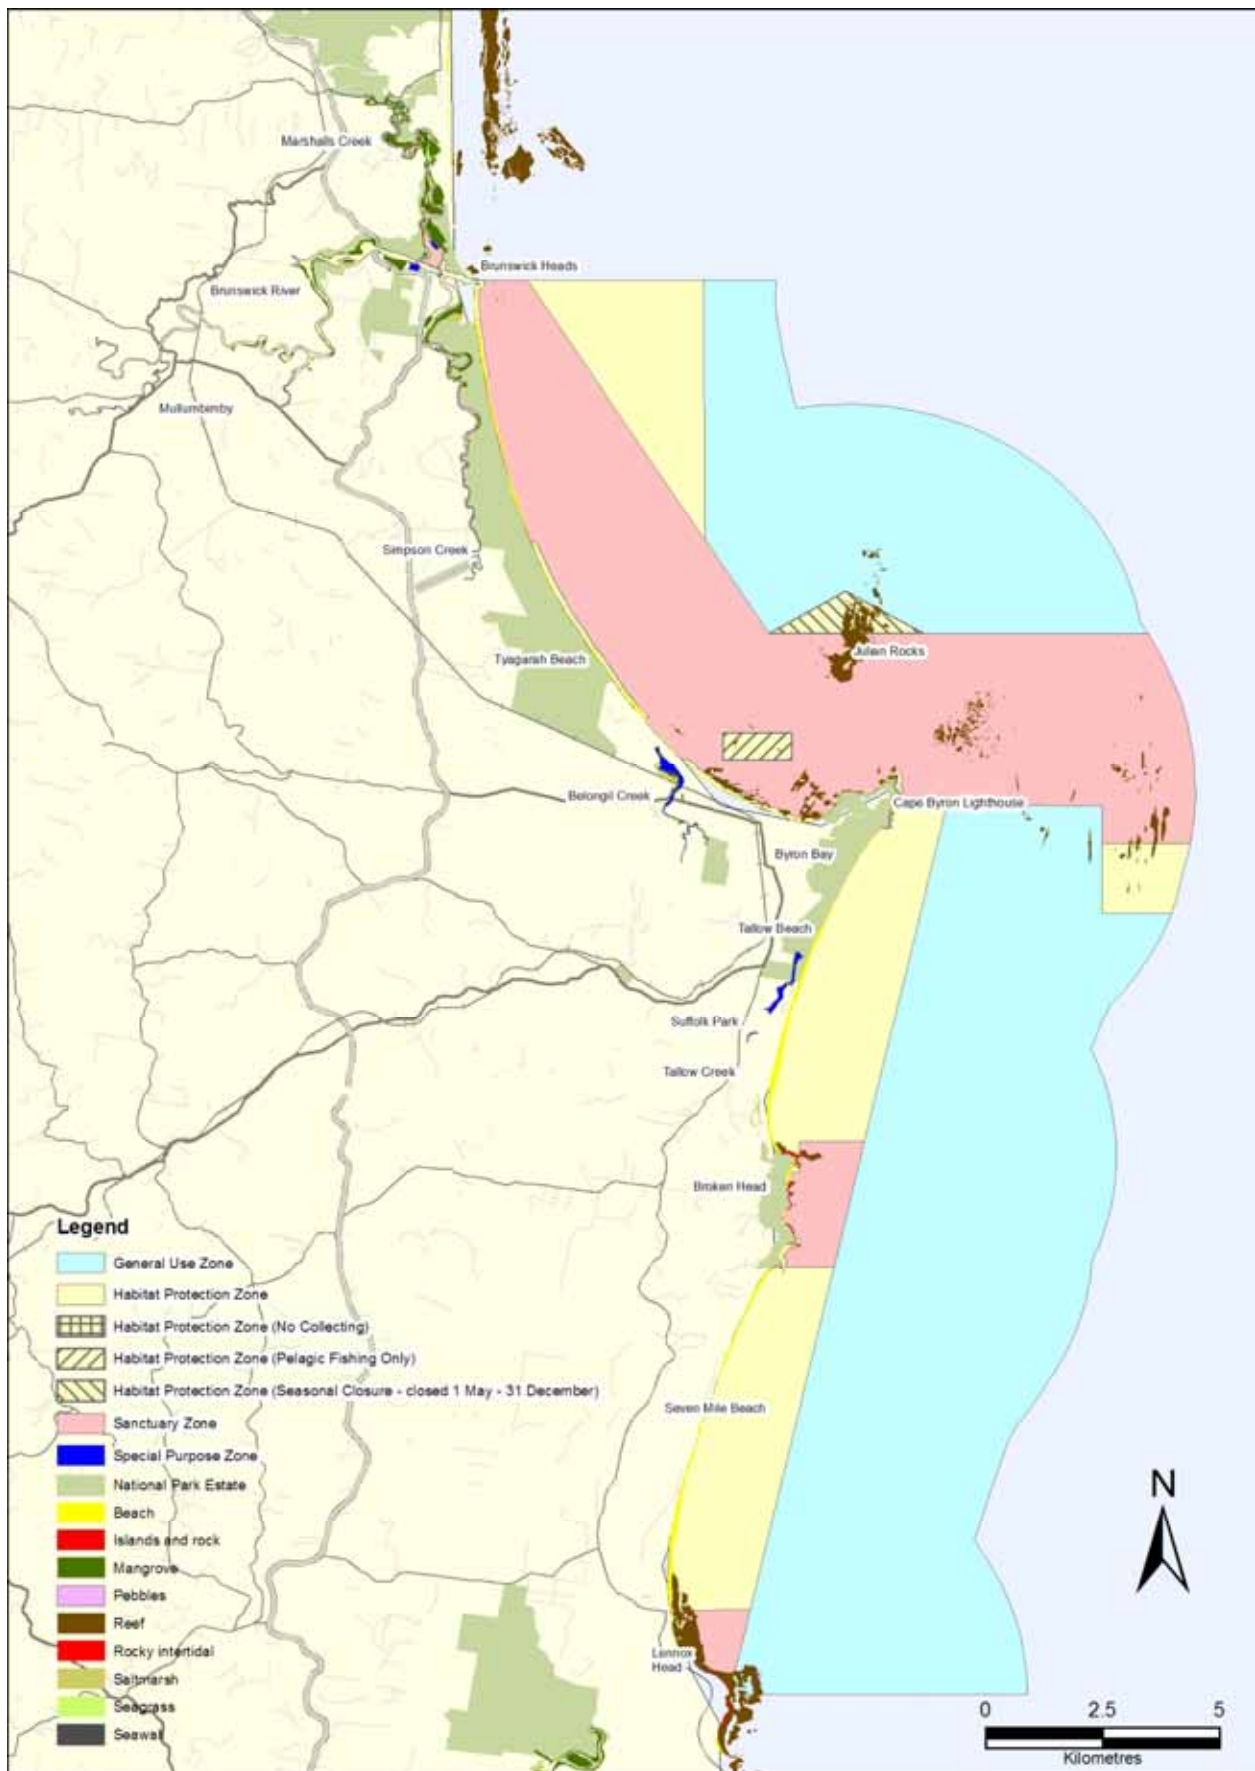 Marshalls Creek
Brunswick Heads
Brunswick River
Mullumbimby
Simpson Creek
Julian Rocks
Tyagarah Beach
Belongil Creek
Cape Byron Lighthouse
Byron Bay
Tallow Beach
Suffolk Park
Tallow Creek
Broken Head
Legend
General Use Zone
Habitat Protection Zone
Habitat Protection Zone (No Collecting)
Habitat Protection Zone (Pelagic Fishing Only)
Habitat Protection Zone (Seasonal Closure - closed 1 May - 31 December)
Seven Mile Beach
Sanctuary Zone
Special Purpose Zone
National Park Estate
Beach
Islands and rock
Mangrove
Pebbles
Reef
Rocky intertidal
Saltmarsh
Seagrass
Seawall
Lennox
Head
N
0 2.5 5
Kilometres